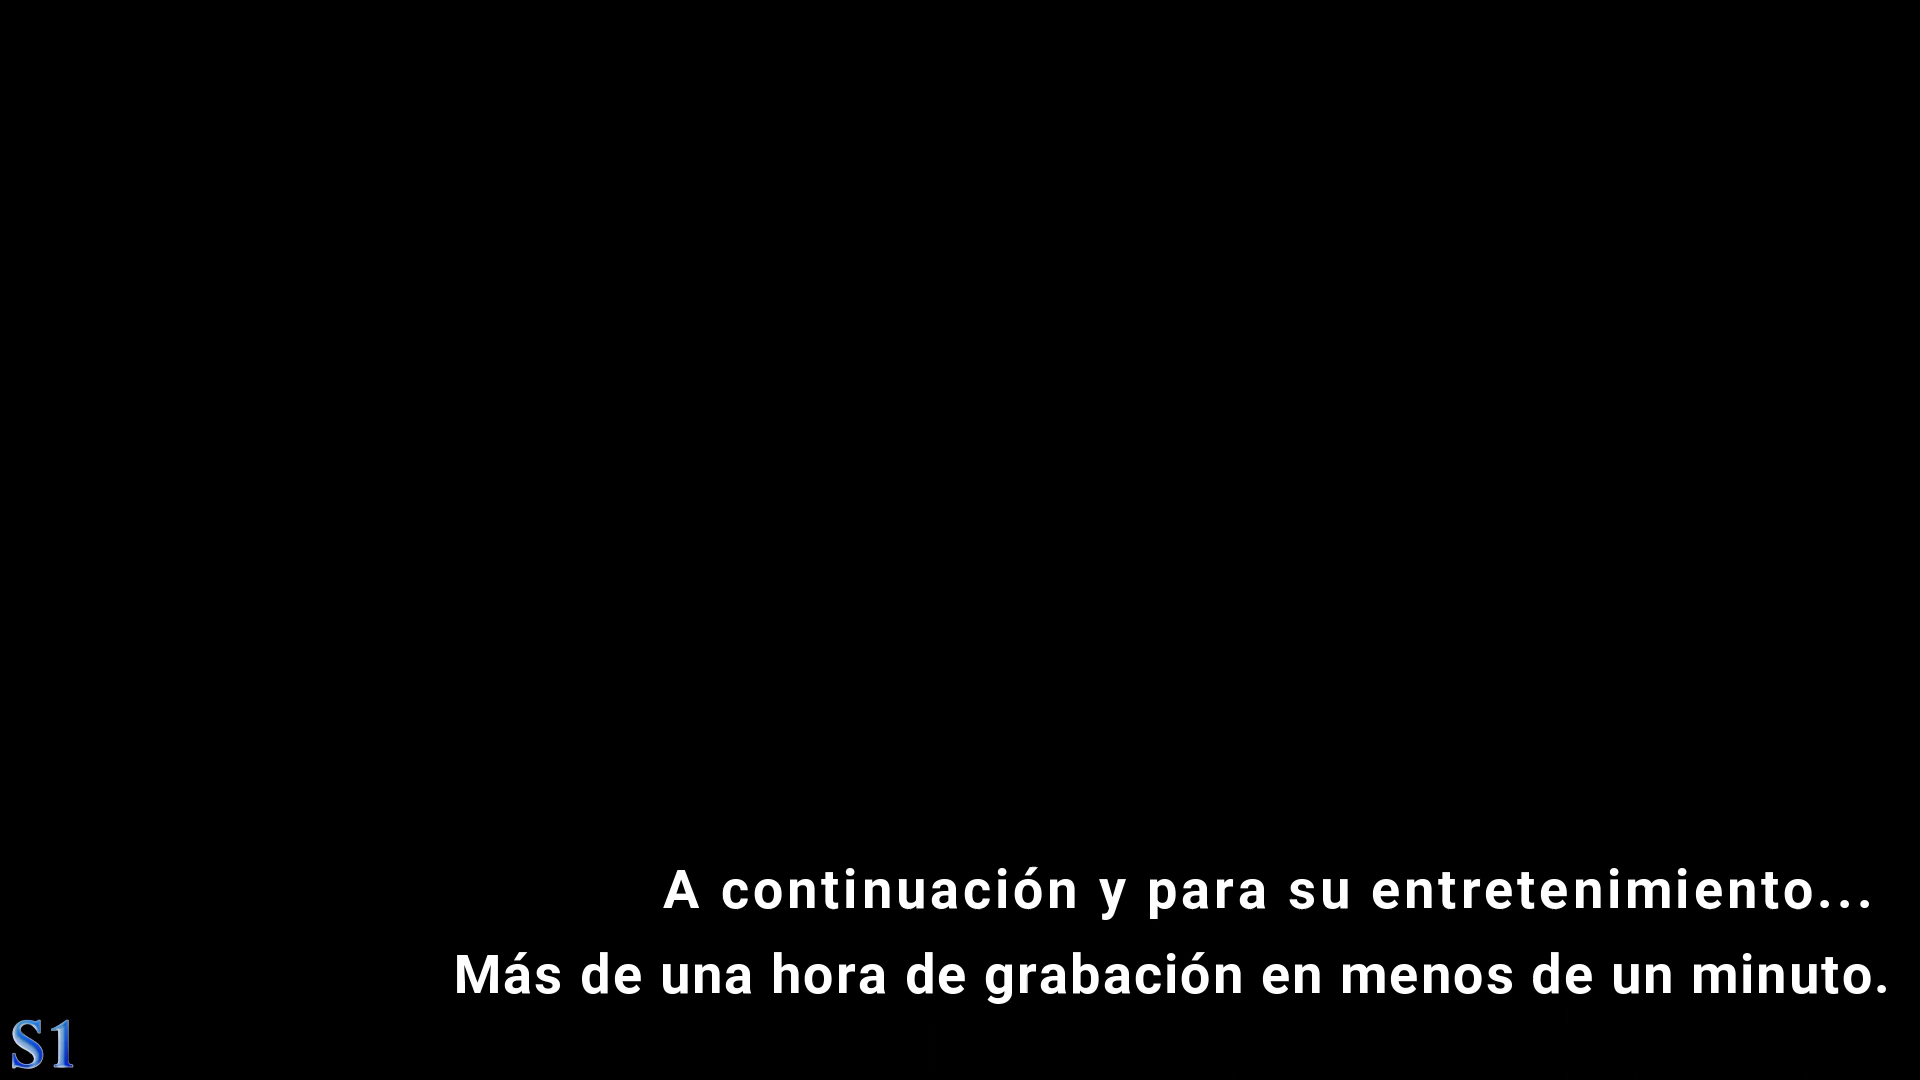 A continuación y para su entretenimiento...
Más de una hora de grabación en menos de un minuto.
S1